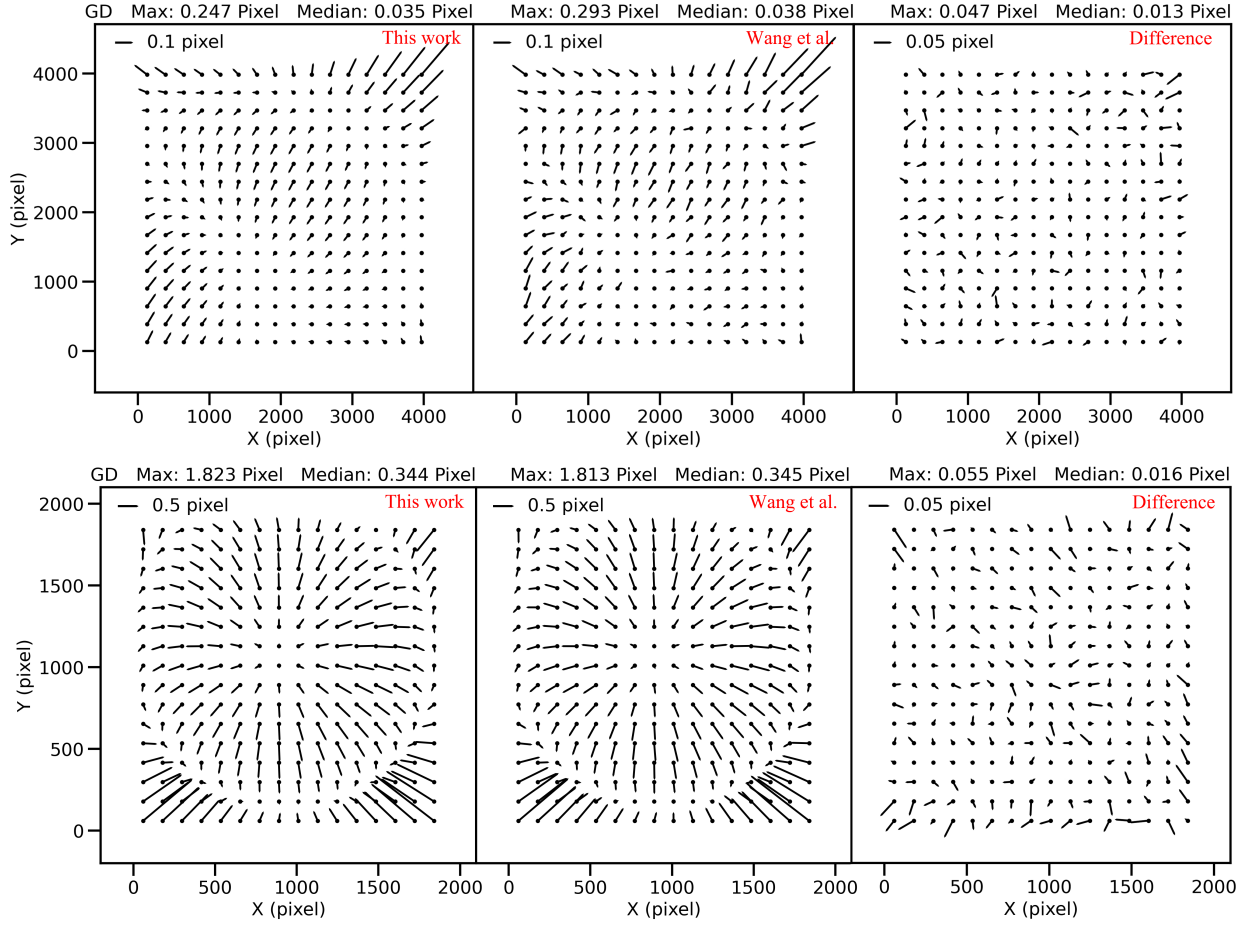 GD Max: 0.247 Pixel Median: 0.035 Pixel
Max: 0.293 Pixel Median: 0.038 Pixel
Max: 0.047 Pixel Median: 0.013 Pixel
0.1 pixel This work
0.1 pixel Wang et al.
0.05 pixel Difference
4000
3000
2000
1000
0
Y (pixel)
0 1000 2000 3000 4000
0 1000 2000 3000 4000
0 1000 2000 3000 4000
X (pixel)
X (pixel)
X (pixel)
GD Max: 1.823 Pixel Median: 0.344 Pixel
Max: 1.813 Pixel Median: 0.345 Pixel
Max: 0.055 Pixel Median: 0.016 Pixel
0.5 pixel This work
0.5 pixel Wang et al.
0.05 pixel Difference
2000
1500
1000
500
0
Y (pixel)
0 500 1000 1500 2000
0 500 1000 1500 2000
0 500 1000 1500 2000
X (pixel)
X (pixel)
X (pixel)